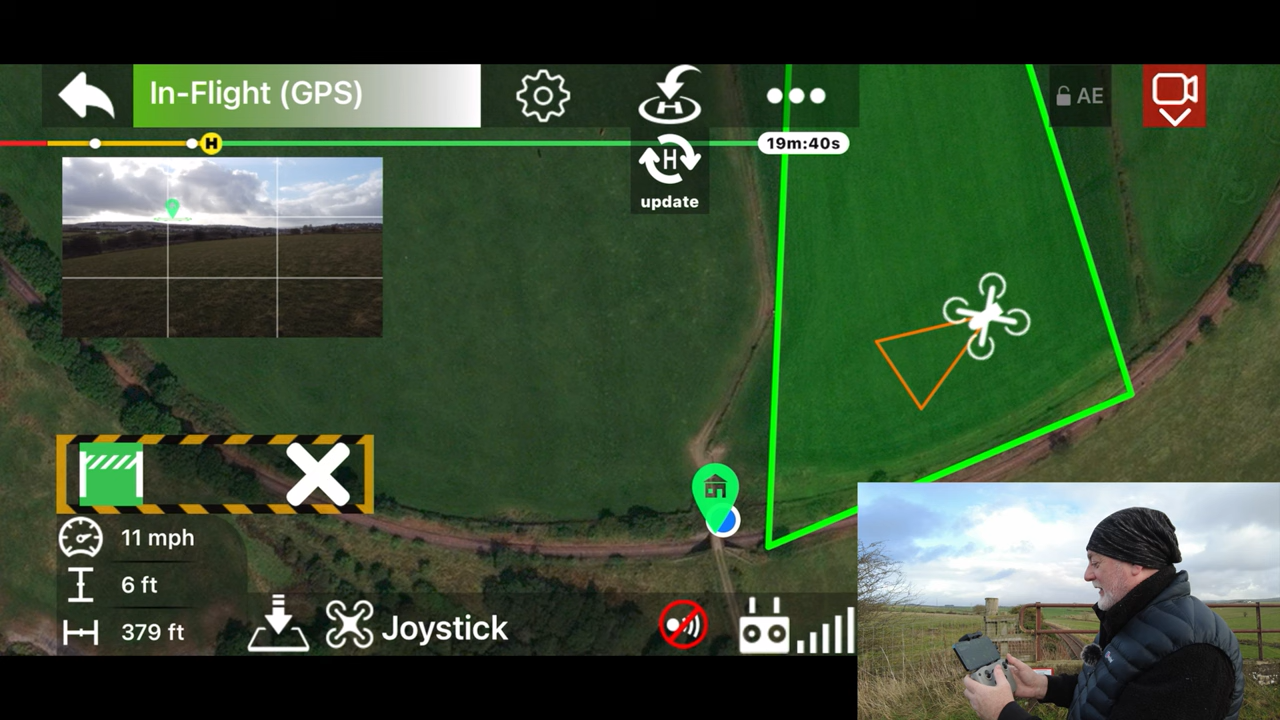 In-Flight (GPS)
H
AE
H
19m:40s
H
update
11 mph
6 ft
379 ft
Joystick